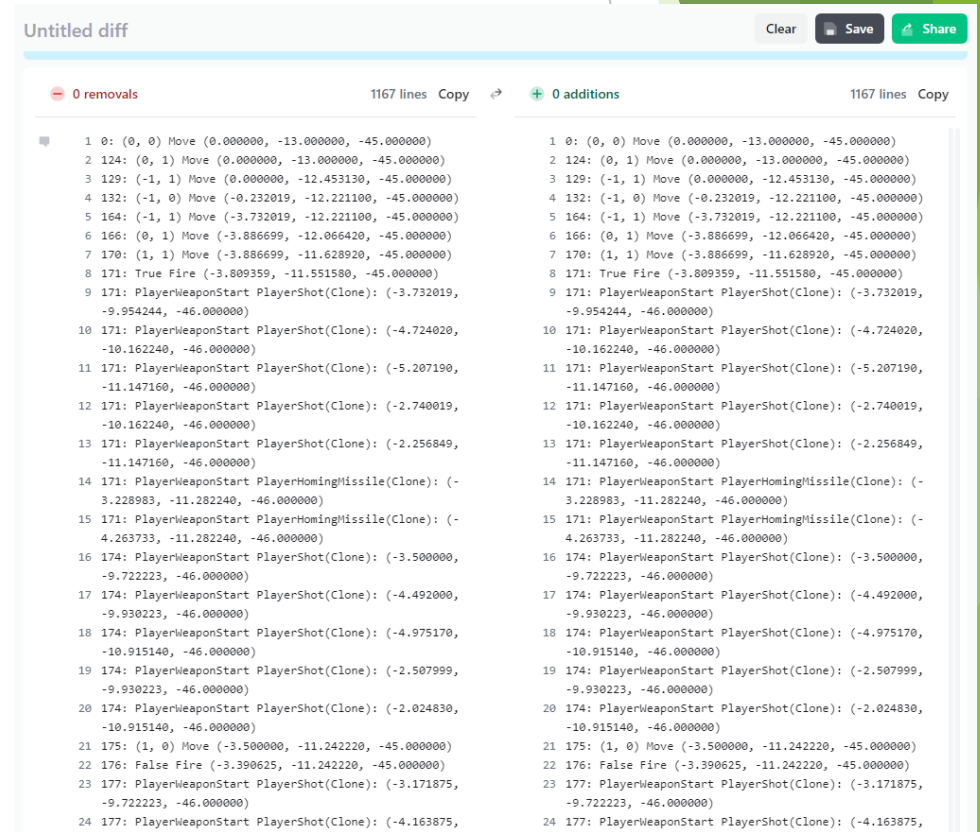 Untitled diff
Clear Save Share
0 removals 1167 lines Copy 0 additions 1167 lines Copy
1 0: (0, 0) Move (0.000000, -13.000000, -45.000000)
2 124: (0, 1) Move (0.000000, -13.000000, -45.000000)
3 129: (-1, 1) Move (0.000000, -12.453130, -45.000000)
4 132: (-1, 0) Move (-0.232019, -12.221100, -45.000000)
5 164: (-1, 1) Move (-3.732019, -12.221100, -45.000000)
6 166: (0, 1) Move (-3.886699, -12.066420, -45.000000)
7 170: (1, 1) Move (-3.886699, -11.628920, -45.000000)
8 171: True Fire (-3.809359, -11.551580, -45.000000)
9 171: PlayerWeaponStart PlayerShot(Clone): (-3.732019,
-9.954244, -46.000000)
10 171: PlayerWeaponStart PlayerShot(Clone): (-4.724020,
-10.162240, -46.000000)
11 171: PlayerWeaponStart PlayerShot(Clone): (-5.207190,
-11.147160, -46.000000)
12 171: PlayerWeaponStart PlayerShot(Clone): (-2.740019,
-10.162240, -46.000000)
13 171: PlayerWeaponStart PlayerShot(Clone): (-2.256849,
-11.147160, -46.000000)
14 171: PlayerWeaponStart PlayerHomingMissile(Clone): (-
3.228983, -11.282240, -46.000000)
15 171: PlayerWeaponStart PlayerHomingMissile(Clone): (-
4.263733, -11.282240, -46.000000)
16 174: PlayerWeaponStart PlayerShot(Clone): (-3.500000,
-9.722223, -46.000000)
17 174: PlayerWeaponStart PlayerShot(Clone): (-4.492000,
-9.930223, -46.000000)
18 174: PlayerWeaponStart PlayerShot(Clone): (-4.975170,
-10.915140, -46.000000)
19 174: PlayerWeaponStart PlayerShot(Clone): (-2.507999,
-9.930223, -46.000000)
20 174: PlayerWeaponStart PlayerShot(Clone): (-2.024830,
-10.915140, -46.000000)
21 175: (1, 0) Move (-3.500000, -11.242220, -45.000000)
22 176: False Fire (-3.390625, -11.242220, -45.000000)
23 177: PlayerWeaponStart PlayerShot(Clone): (-3.171875,
-9.722223, -46.000000)
24 177: PlayerWeaponStart PlayerShot(Clone): (-4.163875,
1 0: (0, 0) Move (0.000000, -13.000000, -45.000000)
2 124: (0, 1) Move (0.000000, -13.000000, -45.000000)
3 129: (-1, 1) Move (0.000000, -12.453130, -45.000000)
4 132: (-1, 0) Move (-0.232019, -12.221100, -45.000000)
5 164: (-1, 1) Move (-3.732019, -12.221100, -45.000000)
6 166: (0, 1) Move (-3.886699, -12.066420, -45.000000)
7 170: (1, 1) Move (-3.886699, -11.628920, -45.000000)
8 171: True Fire (-3.809359, -11.551580, -45.000000)
9 171: PlayerWeaponStart PlayerShot(Clone): (-3.732019,
-9.954244, -46.000000)
10 171: PlayerWeaponStart PlayerShot(Clone): (-4.724020,
-10.162240, -46.000000)
11 171: PlayerWeaponStart PlayerShot(Clone): (-5.207190,
-11.147160, -46.000000)
12 171: PlayerWeaponStart PlayerShot(Clone): (-2.740019,
-10.162240, -46.000000)
13 171: PlayerWeaponStart PlayerShot(Clone): (-2.256849,
-11.147160, -46.000000)
14 171: PlayerWeaponStart PlayerHomingMissile(Clone): (-
3.228983, -11.282240, -46.000000)
15 171: PlayerWeaponStart PlayerHomingMissile(Clone): (-
4.263733, -11.282240, -46.000000)
16 174: PlayerWeaponStart PlayerShot(Clone): (-3.500000,
-9.722223, -46.000000)
17 174: PlayerWeaponStart PlayerShot(Clone): (-4.492000,
-9.930223, -46.000000)
18 174: PlayerWeaponStart PlayerShot(Clone): (-4.975170,
-10.915140, -46.000000)
19 174: PlayerWeaponStart PlayerShot(Clone): (-2.507999,
-9.930223, -46.000000)
20 174: PlayerWeaponStart PlayerShot(Clone): (-2.024830,
-10.915140, -46.000000)
21 175: (1, 0) Move (-3.500000, -11.242220, -45.000000)
22 176: False Fire (-3.390625, -11.242220, -45.000000)
23 177: PlayerWeaponStart PlayerShot(Clone): (-3.171875,
-9.722223, -46.000000)
24 177: PlayerWeaponStart PlayerShot(Clone): (-4.163875,